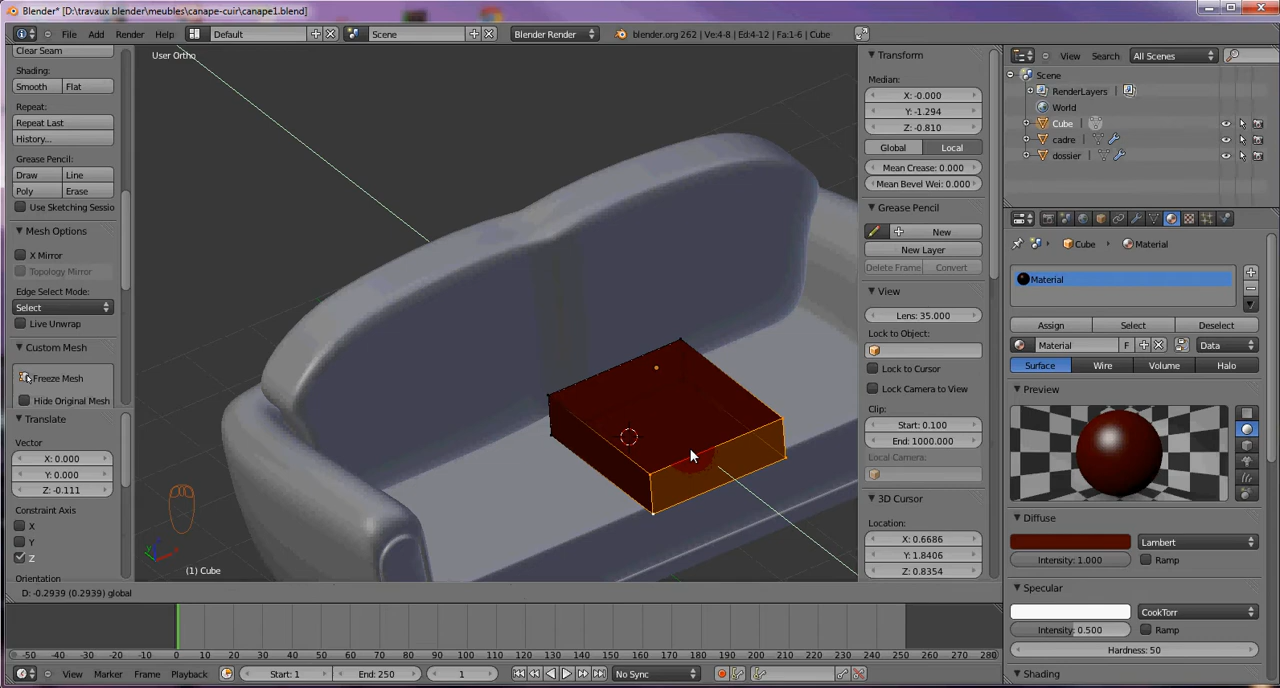 Blender* [D:\travaux blender\meubles\canape-cuir\canape1.blend]
File Add Render Help Default Scene Blender Render blender.org 262 | Ve:4-8 | Ed:4-12 | Fa:1-6 | Cube
Clear Seam
Shading:
Smooth Flat
Repeat:
Repeat Last
History...
Grease Pencil:
Draw Line
Poly Erase
Use Sketching Sessio
Mesh Options
X Mirror
Topology Mirror
Edge Select Mode:
Select
Live Unwrap
Custom Mesh
Freeze Mesh
Hide Original Mesh
Translate
Vector
X: 0.000
Y: 0.000
Z: -0.111
Constraint Axis
X
Y
Z
Orientation
User Ortho
(1) Cube
D: -0.2939 (0.2939) global
Transform
Median:
X: -0.000
Y: -1.294
Z: -0.810
Global Local
Mean Crease: 0.000
Mean Bevel Wei: 0.000
Grease Pencil
New
New Layer
Delete Frame Convert
View
Lens: 35.000
Lock to Object:
Lock to Cursor
Lock Camera to View
Clip:
Start: 0.100
End: 1000.000
Local Camera:
3D Cursor
Location:
X: 0.6686
Y: 1.8406
Z: 0.8354
View Search All Scenes
Scene
RenderLayers
World
Cube
cadre
dossier
Cube Material
Material
Assign Select Deselect
Material F Data
Surface Wire Volume Halo
Preview
Diffuse
Lambert
Intensity: 1.000 Ramp
Specular
CookTorr
Intensity: 0.500 Ramp
Hardness: 50
Shading
-50 -40 -30 -20 -10 0 10 20 30 40 50 60 70 80 90 100 110 120 130 140 150 160 170 180 190 200 210 220 230 240 250 260 270 280
View Marker Frame Playback Start: 1 End: 250 1 No Sync